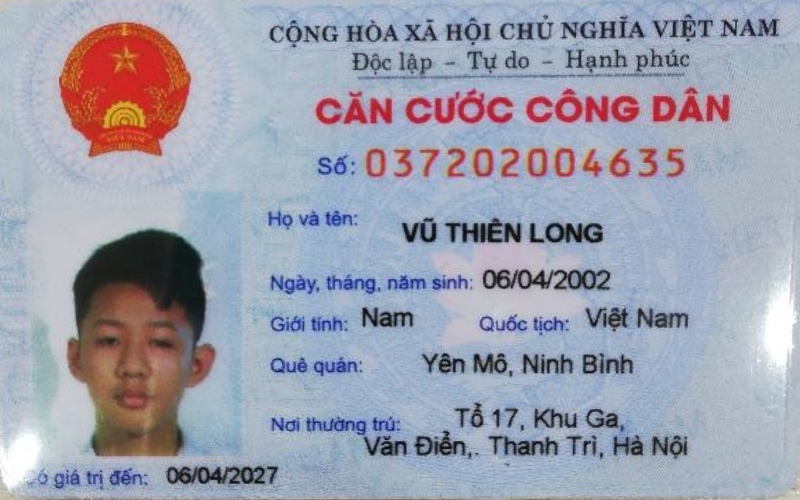 CỘNG HÒA XÃ HỘI CHỦ NGHĨA VIỆT NAM
Độc lập - Tự do - Hạnh phúc
CĂN CƯỚC CÔNG DÂN
Số: 037202004635
Họ và tên: VŨ THIÊN LONG
Ngày, tháng, năm sinh: 06/04/2002
Giới tính: Nam Quốc tịch: Việt Nam
Quê quán: Yên Mô, Ninh Bình
Nơi thường trú: Tổ 17, Khu Ga,
Văn Điển,. Thanh Trì, Hà Nội
Có giá trị đến: 06/04/2027